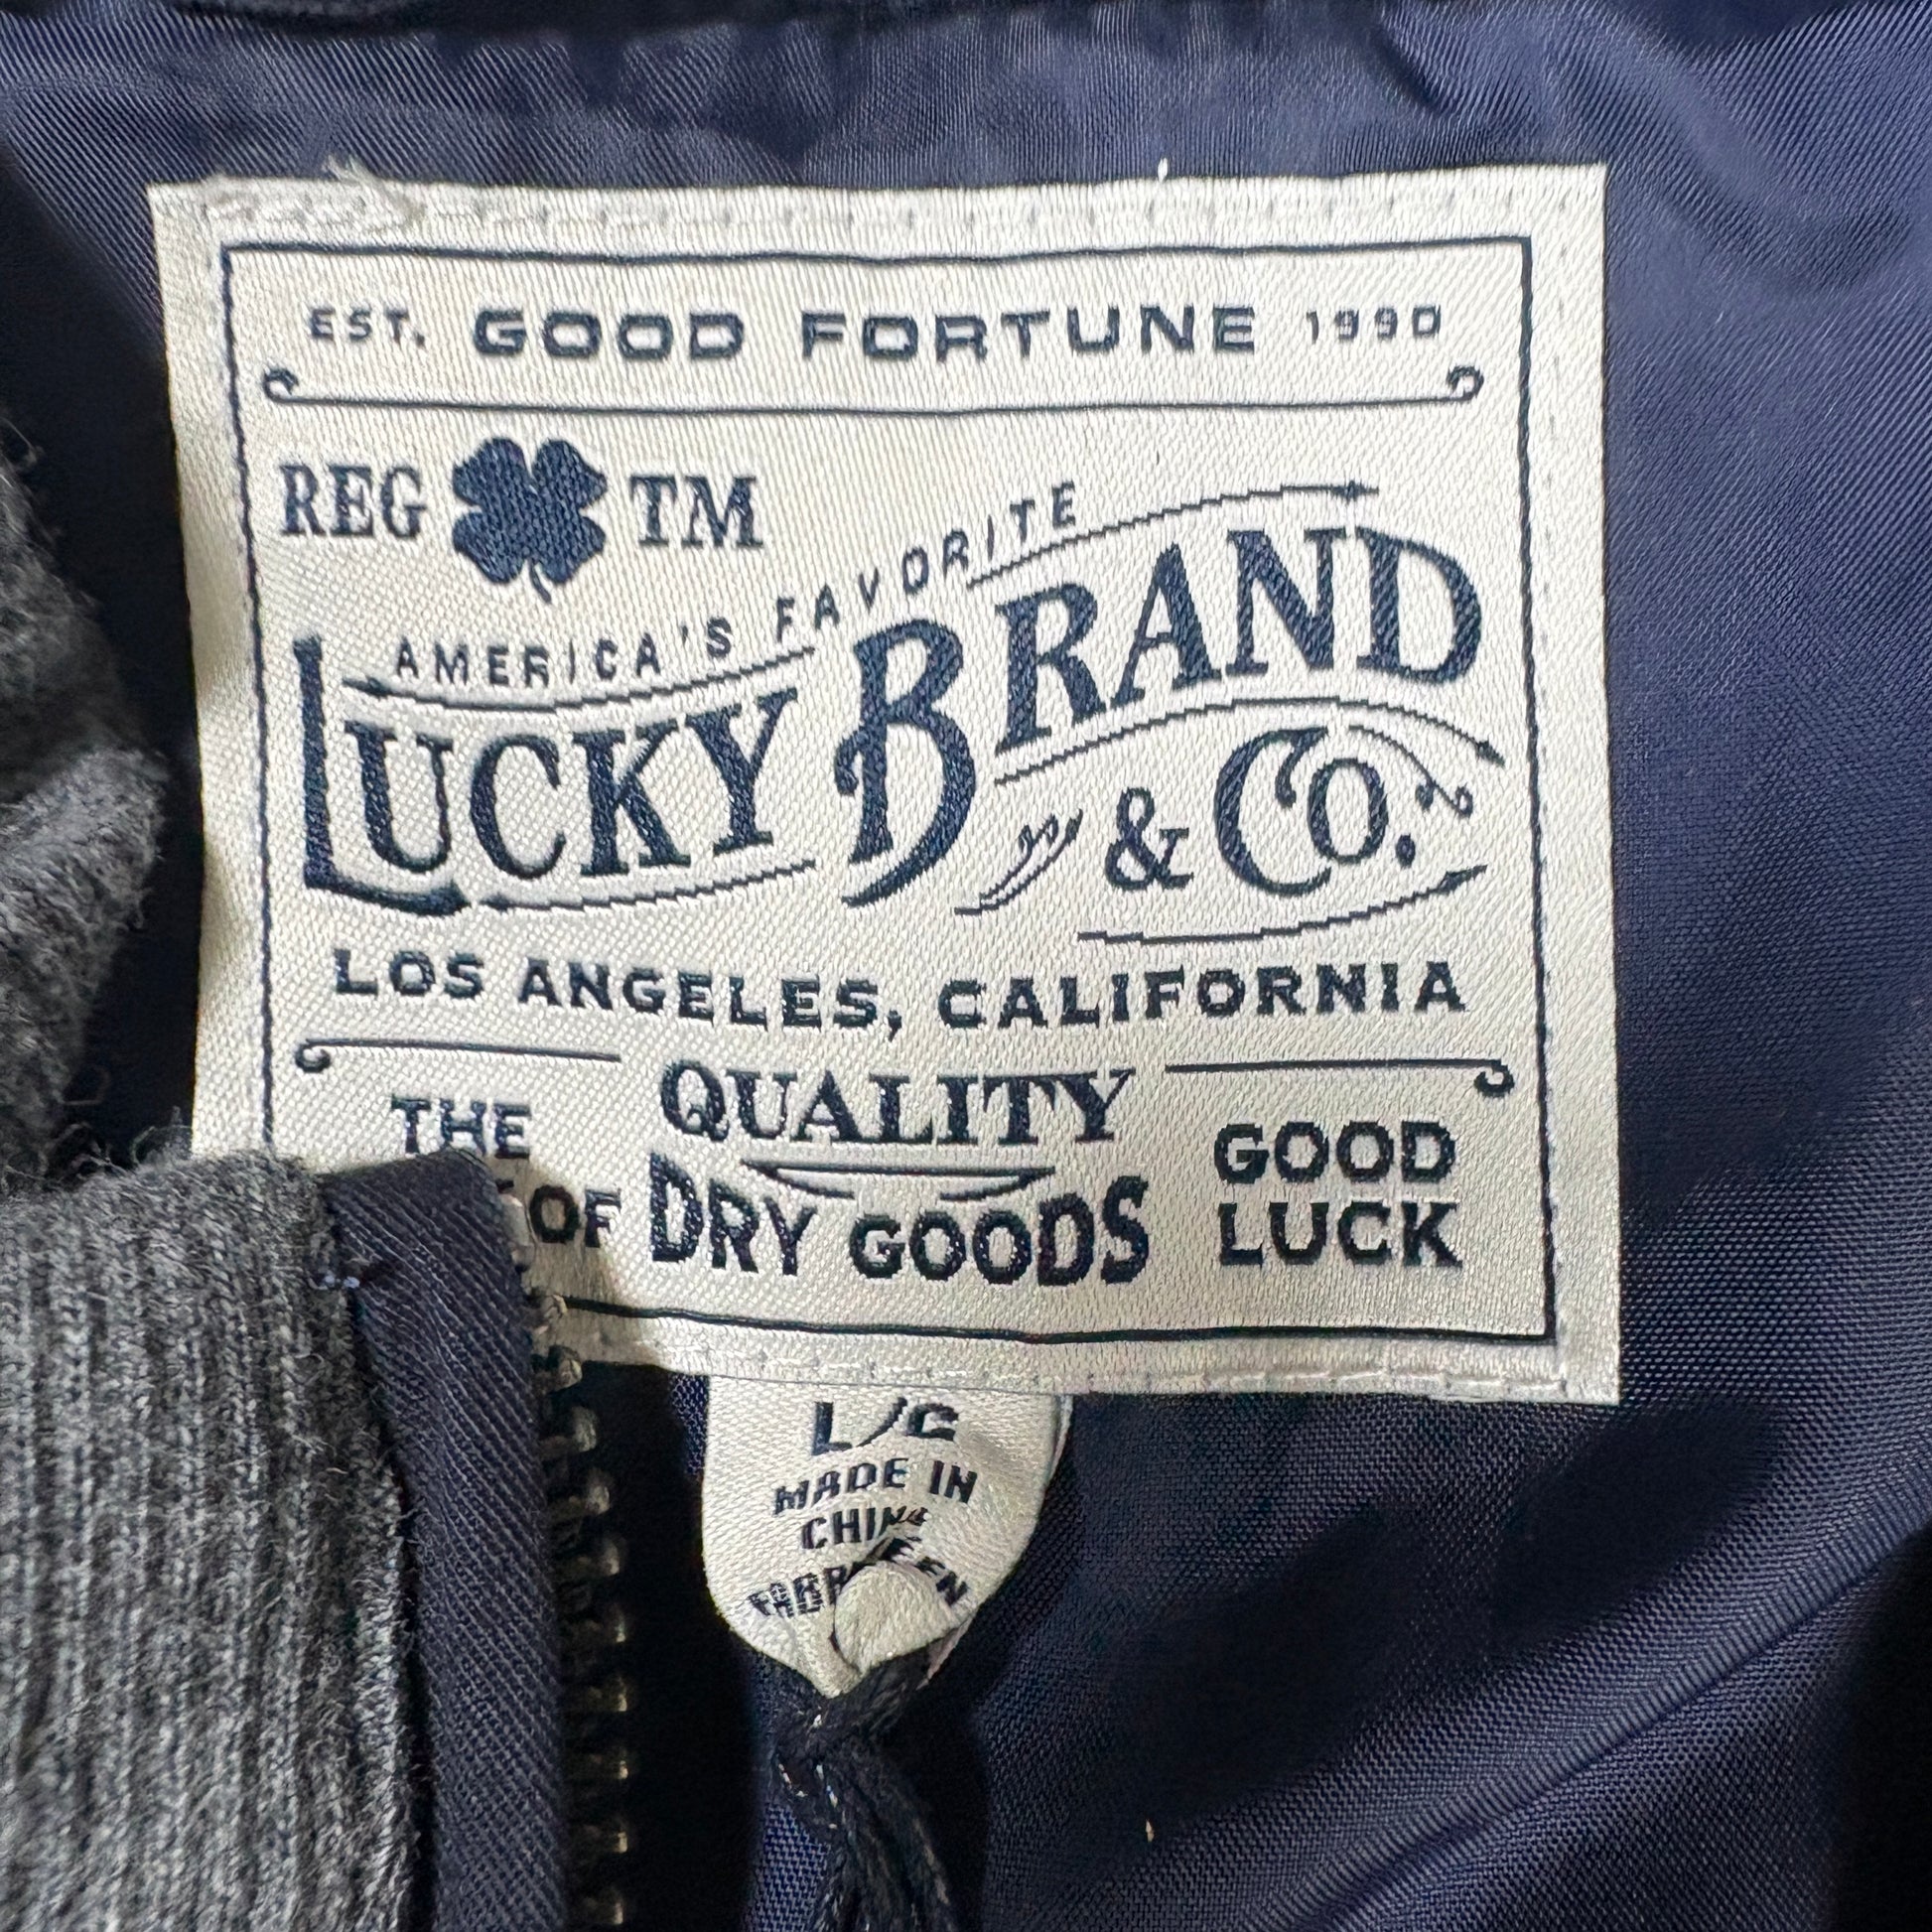 EST. GOOD FORTUNE 1990
REG TM
AMERICA'S FAVORITE
LUCKY BRAND
& CO.
LOS ANGELES, CALIFORNIA
QUALITY
THE OF DRY GOODS
GOOD
LUCK
L/G
MADE IN